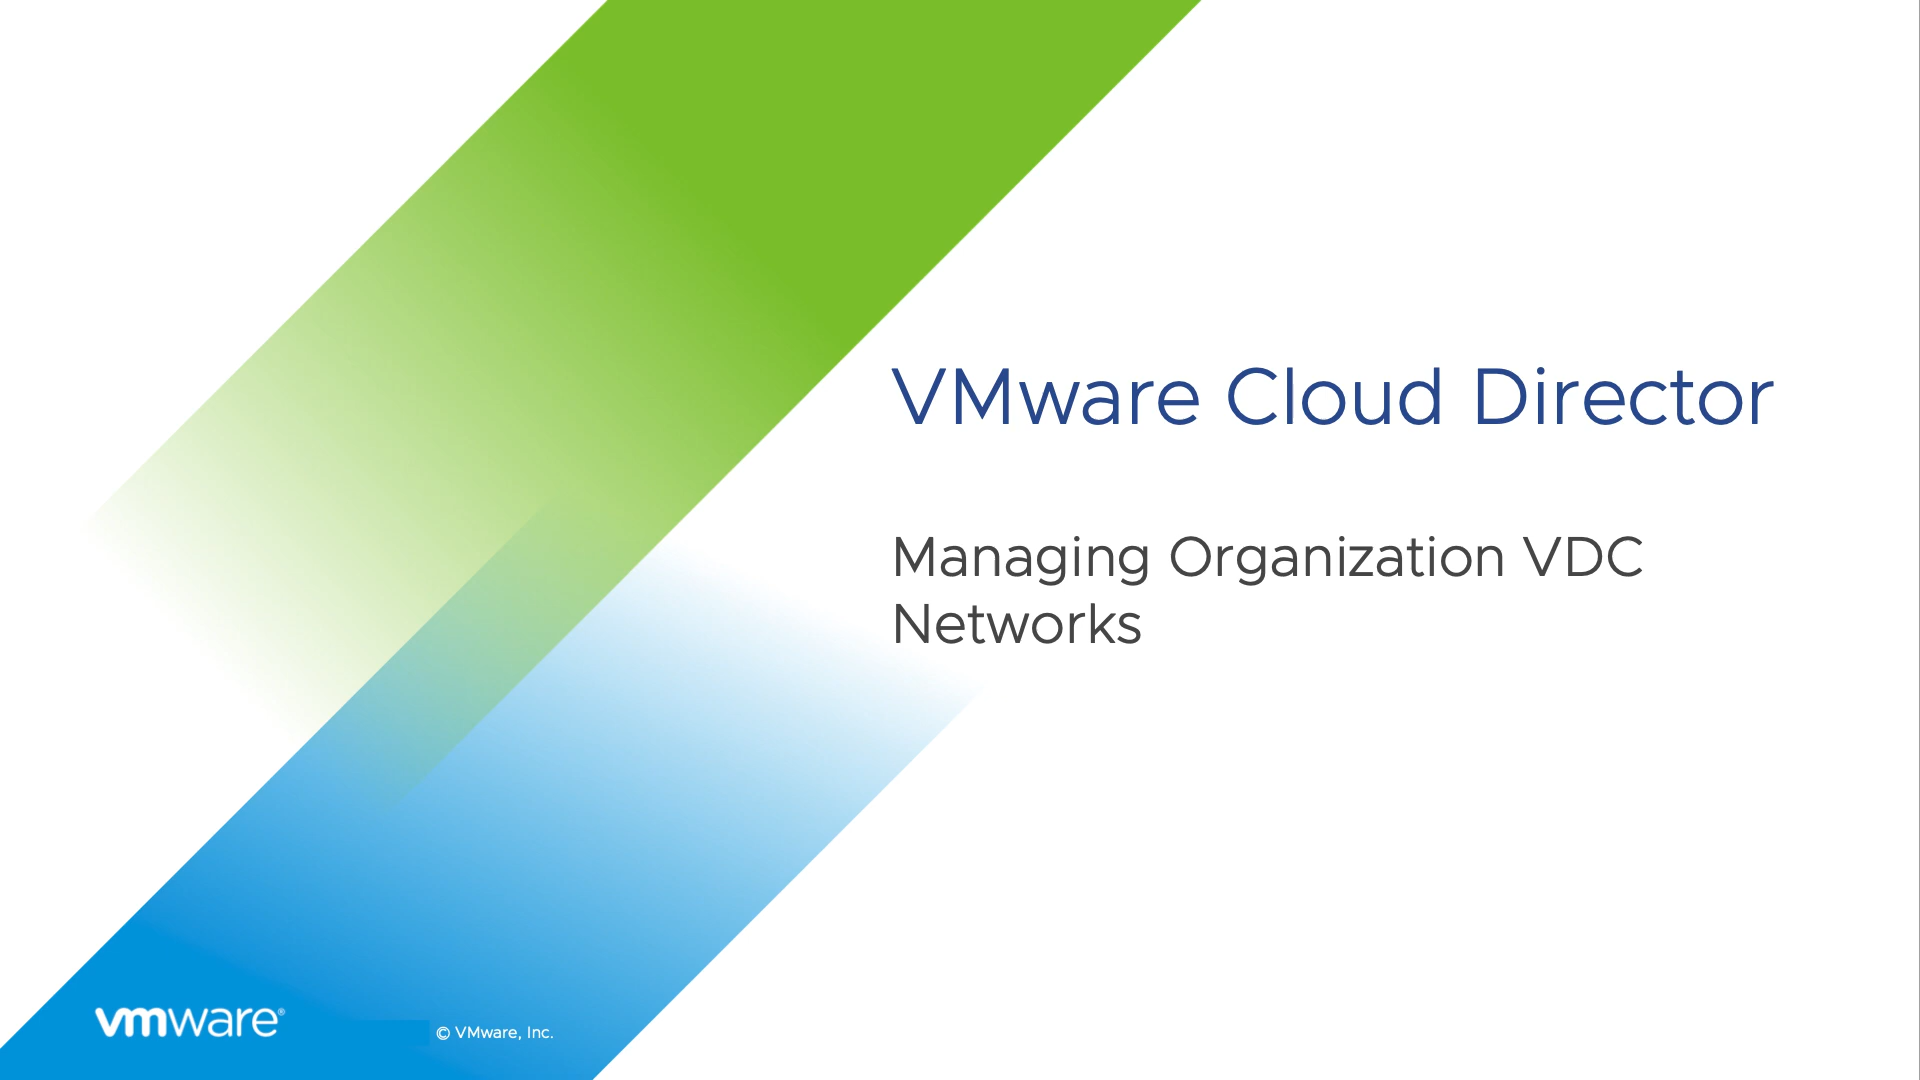 VMware Cloud Director
Managing Organization VDC
Networks
vmware®
© VMware, Inc.